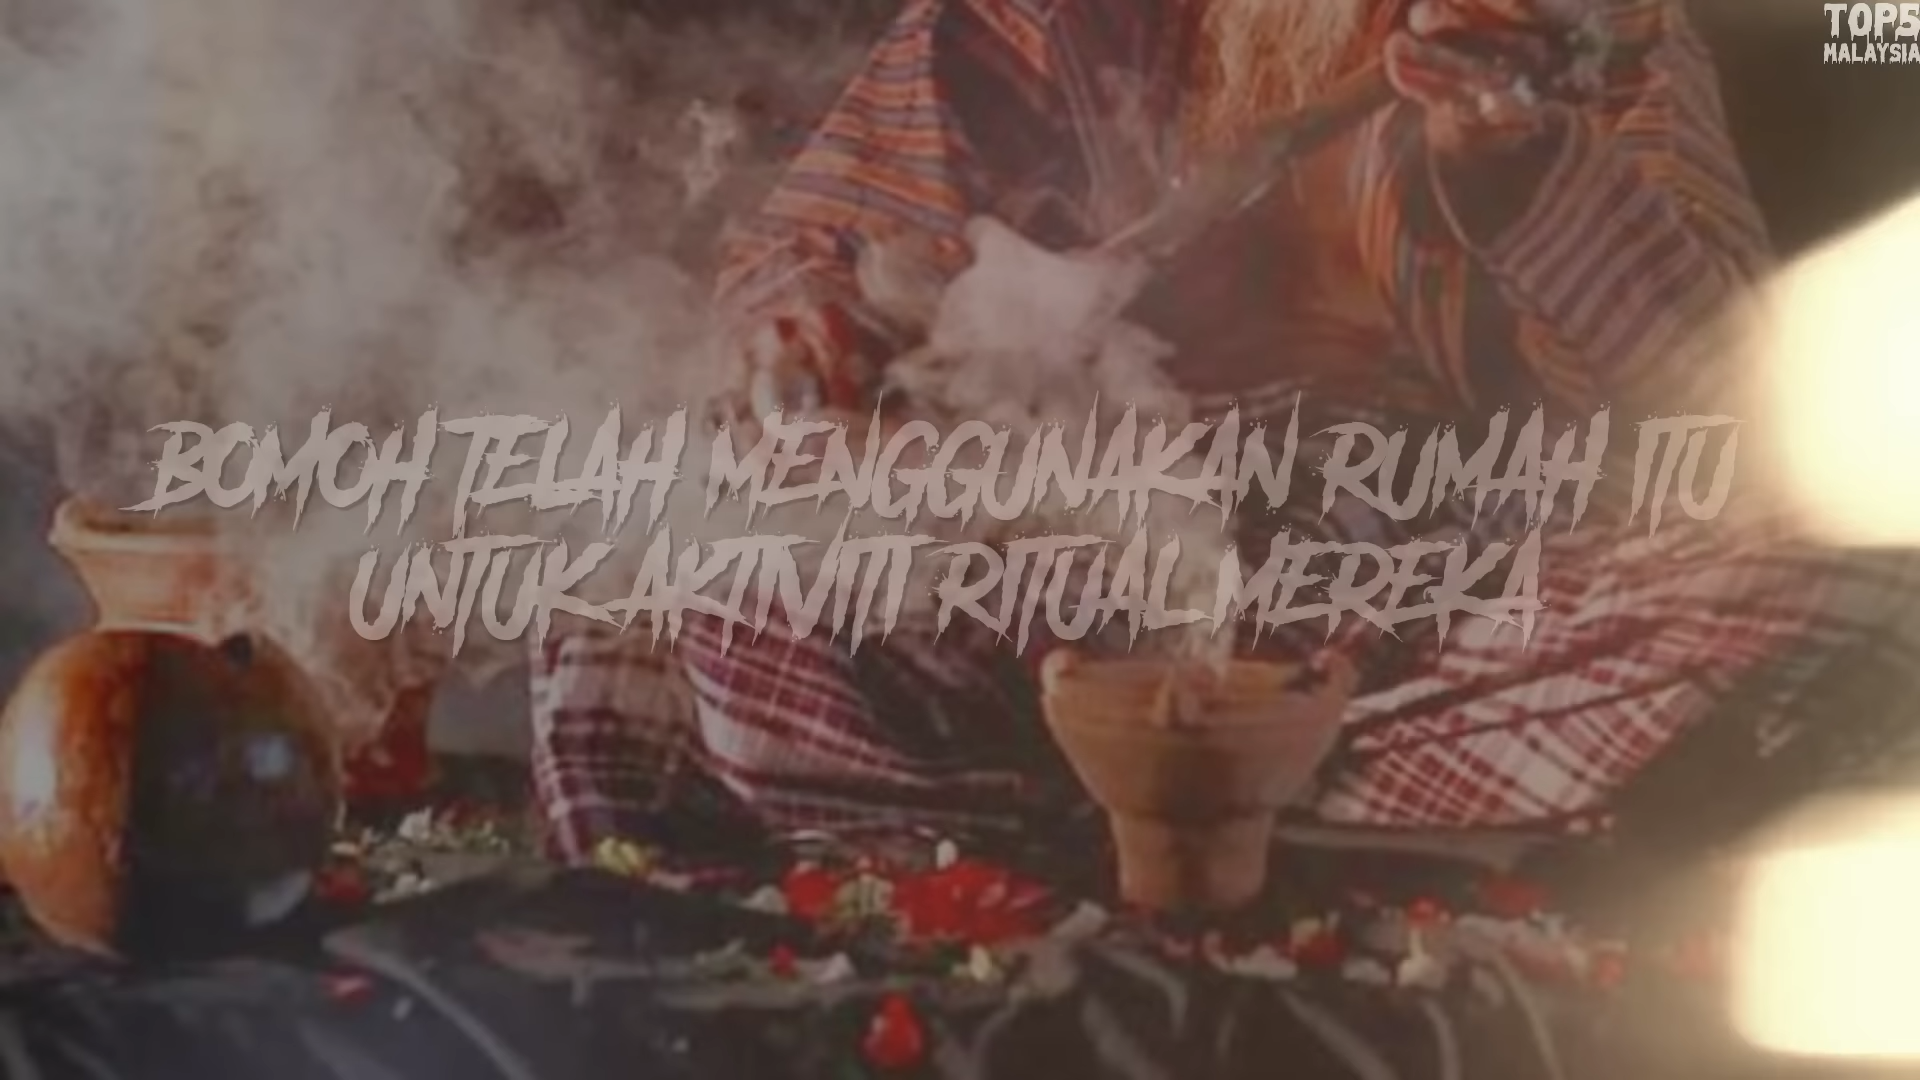 TOP5
MALAYSIA
BOMOH TELAH MENGGUNAKAN RUMAH ITU
UNTUK AKTIVITI RITUAL MEREKA